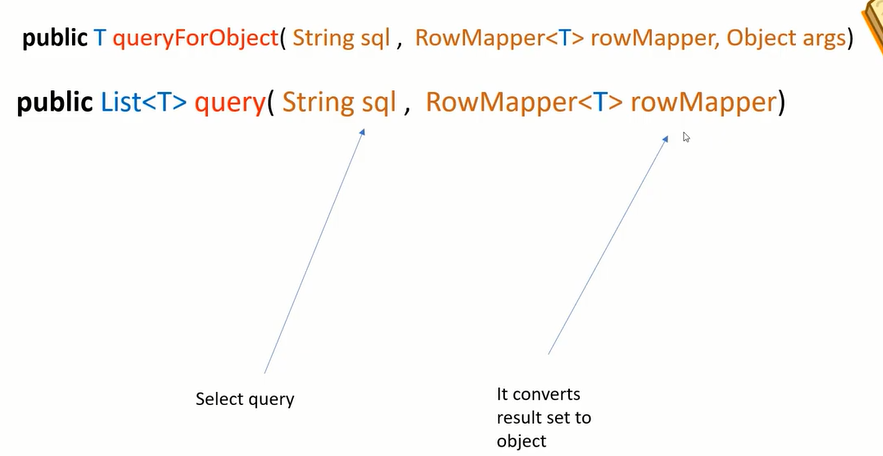 public T queryForObject( String sql , RowMapper<T> rowMapper, Object args)
public List<T> query( String sql , RowMapper<T> rowMapper)
Select query
It converts
result set to
object